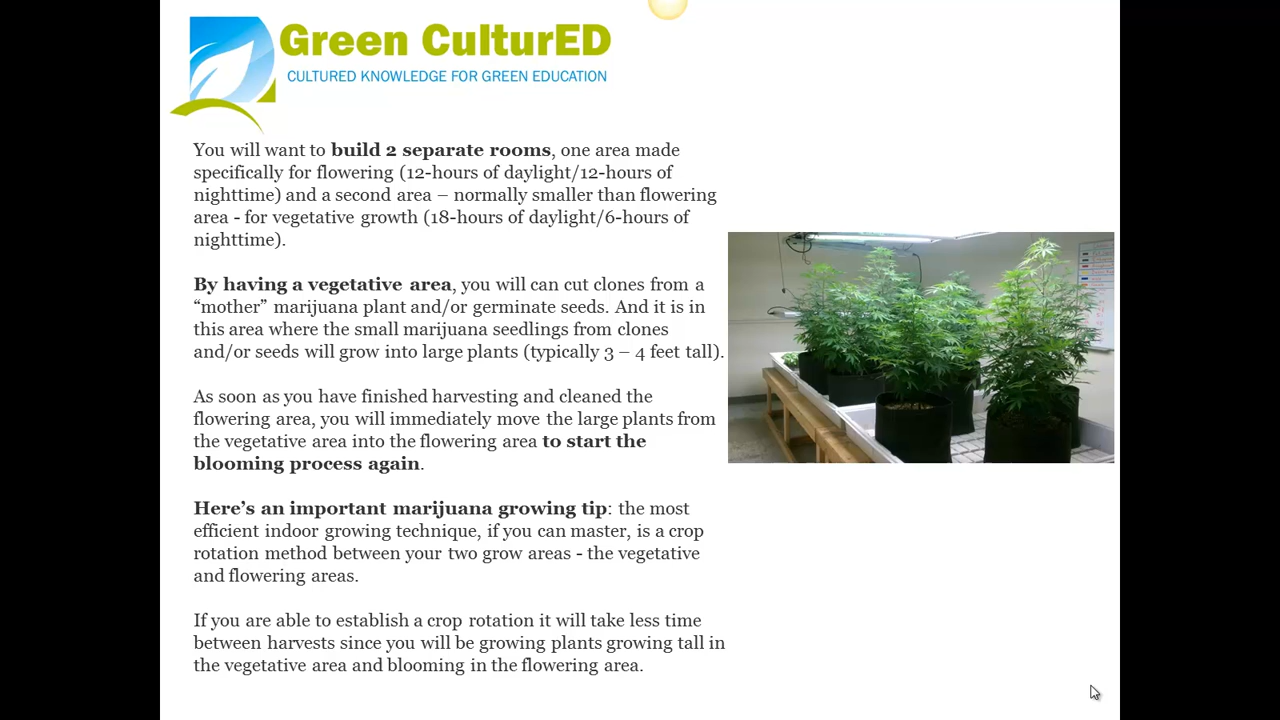 Green CulturED
CULTURED KNOWLEDGE FOR GREEN EDUCATION
You will want to build 2 separate rooms, one area made
specifically for flowering (12-hours of daylight/12-hours of
nighttime) and a second area – normally smaller than flowering
area - for vegetative growth (18-hours of daylight/6-hours of
nighttime).
By having a vegetative area, you will can cut clones from a
“mother” marijuana plant and/or germinate seeds. And it is in
this area where the small marijuana seedlings from clones
and/or seeds will grow into large plants (typically 3 – 4 feet tall).
As soon as you have finished harvesting and cleaned the
flowering area, you will immediately move the large plants from
the vegetative area into the flowering area to start the
blooming process again.
Here’s an important marijuana growing tip: the most
efficient indoor growing technique, if you can master, is a crop
rotation method between your two grow areas - the vegetative
and flowering areas.
If you are able to establish a crop rotation it will take less time
between harvests since you will be growing plants growing tall in
the vegetative area and blooming in the flowering area.